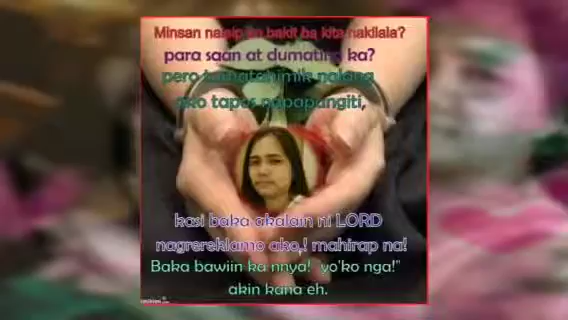 Minsan naisip ko bakit ba kita nakilala?
para saan at dumating ka?
pero tumatahimik nalang
ako tapos napapangiti,
kasi baka akalain ni LORD
nagrereklamo ako,! mahirap na!
Baka bawiin ka nnya! "yo'ko nga!"
akin kana eh.